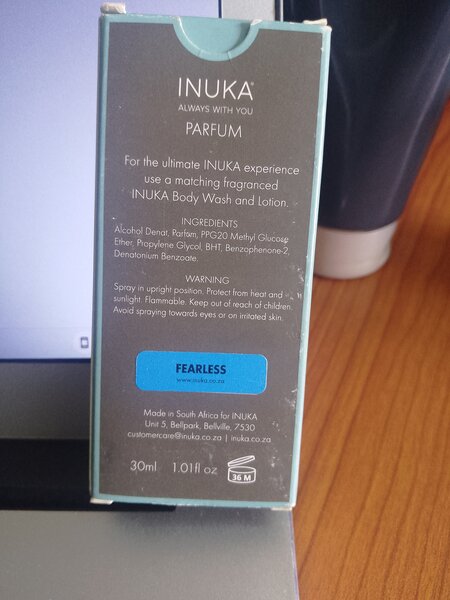 INUKA®
ALWAYS WITH YOU
PARFUM
For the ultimate INUKA experience
use a matching fragranced
INUKA Body Wash and Lotion.
INGREDIENTS
Alcohol Denat, Parfum, PPG20 Methyl Glucose
Ether, Propylene Glycol, BHT, Benzophenone-2,
Denatonium Benzoate.
WARNING
Spray in upright position. Protect from heat and
sunlight. Flammable. Keep out of reach of children.
Avoid spraying towards eyes or on irritated skin.
FEARLESS
www.inuka.co.za
Made in South Africa for INUKA
Unit 5, Bellpark, Bellville, 7530
customercare@inuka.co.za | inuka.co.za
30ml 1.01fl oz 36 M